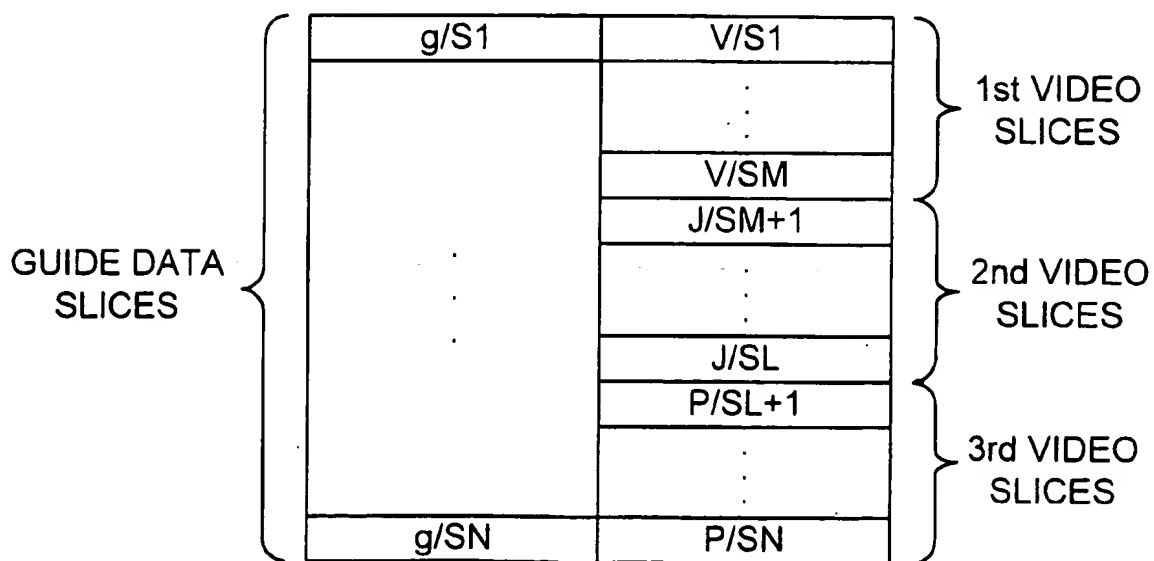 g/S1 V/S1
1st VIDEO
SLICES
V/SM
J/SM+1
GUIDE DATA
SLICES
2nd VIDEO
SLICES
J/SL
P/SL+1
3rd VIDEO
SLICES
g/SN P/SN